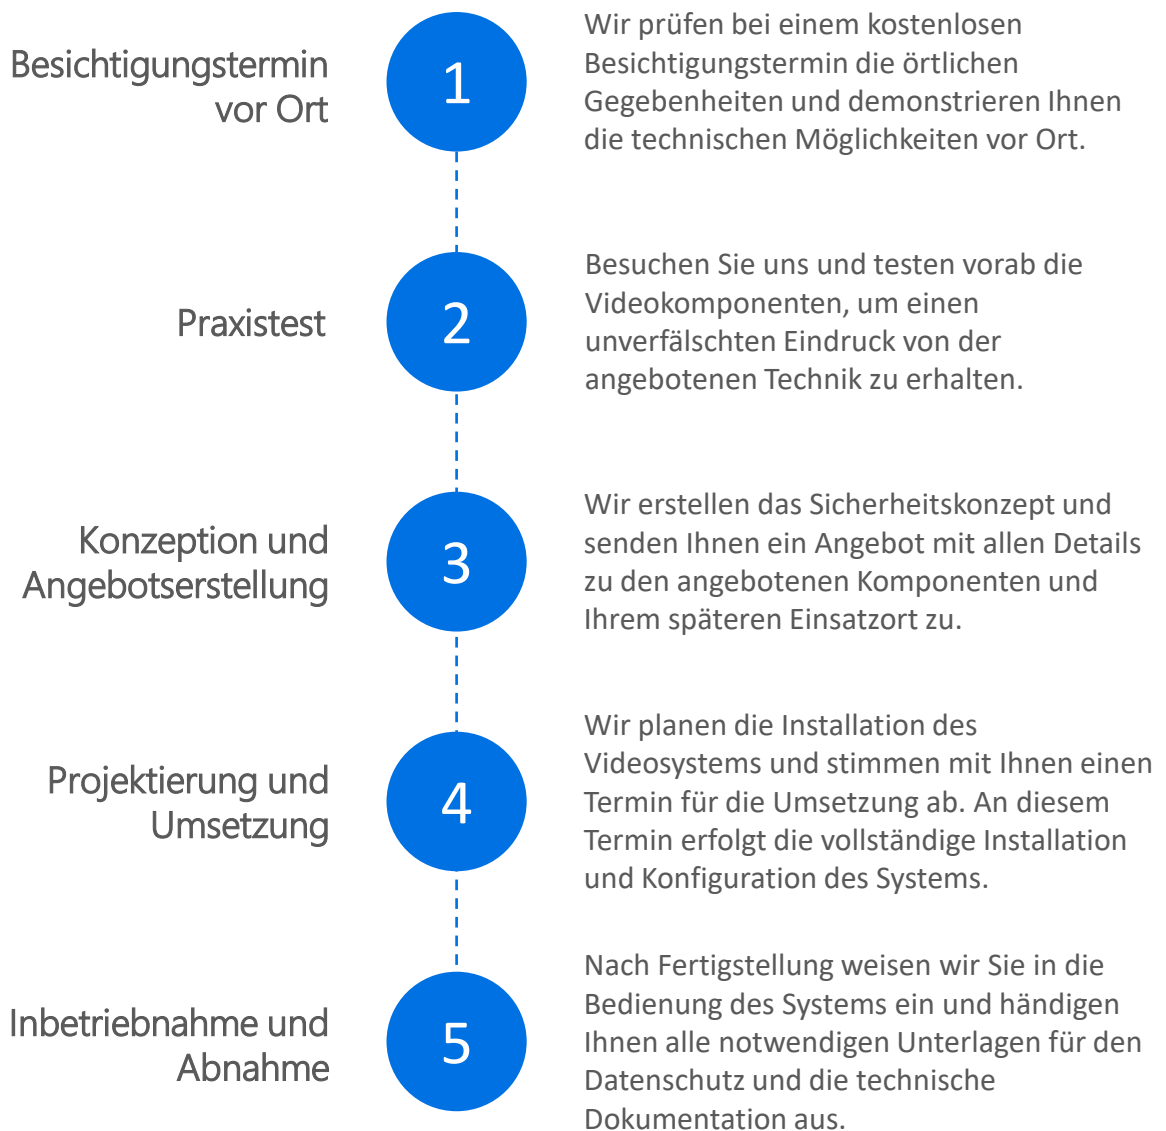 Besichtigungstermin
vor Ort
1
Wir prüfen bei einem kostenlosen
Besichtigungstermin die örtlichen
Gegebenheiten und demonstrieren Ihnen
die technischen Möglichkeiten vor Ort.
Praxistest
2
Besuchen Sie uns und testen vorab die
Videokomponenten, um einen
unverfälschten Eindruck von der
angebotenen Technik zu erhalten.
Konzeption und
Angebotserstellung
3
Wir erstellen das Sicherheitskonzept und
senden Ihnen ein Angebot mit allen Details
zu den angebotenen Komponenten und
Ihrem späteren Einsatzort zu.
Projektierung und
Umsetzung
4
Wir planen die Installation des
Videosystems und stimmen mit Ihnen einen
Termin für die Umsetzung ab. An diesem
Termin erfolgt die vollständige Installation
und Konfiguration des Systems.
Inbetriebnahme und
Abnahme
5
Nach Fertigstellung weisen wir Sie in die
Bedienung des Systems ein und händigen
Ihnen alle notwendigen Unterlagen für den
Datenschutz und die technische
Dokumentation aus.